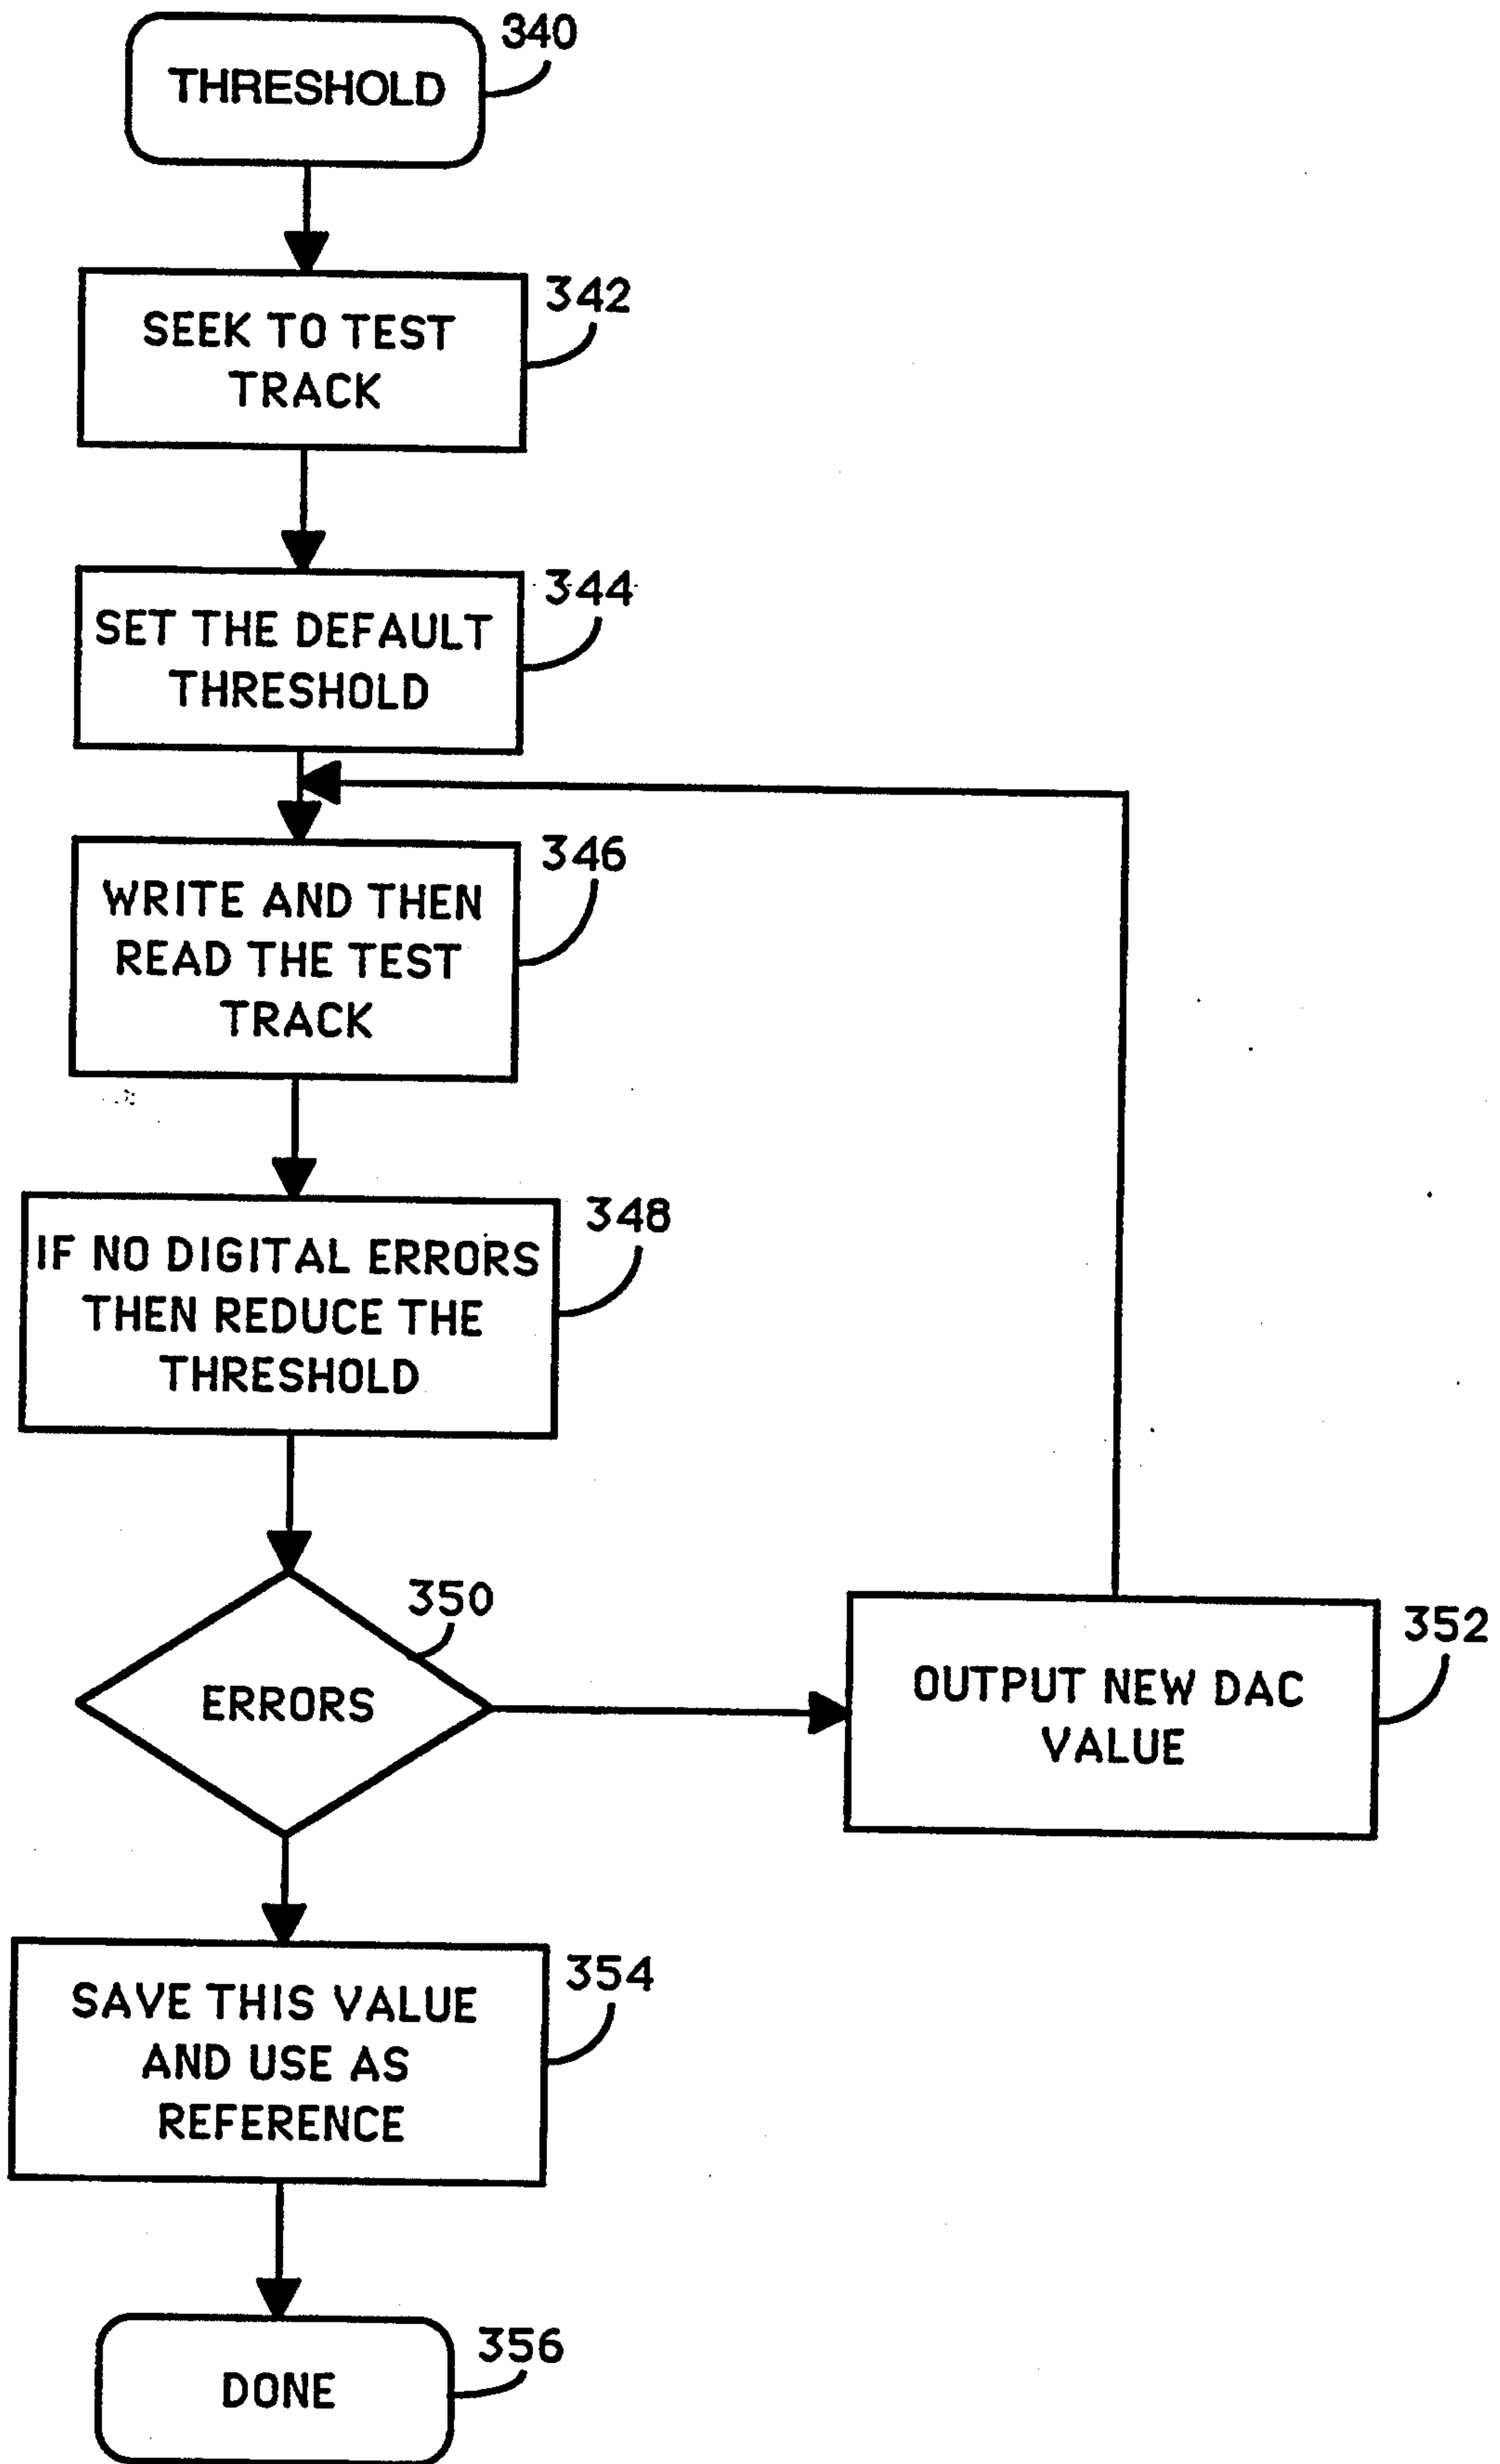 THRESHOLD
340
SEEK TO TEST
TRACK
342
SET THE DEFAULT
THRESHOLD
344
WRITE AND THEN
READ THE TEST
TRACK
346
IF NO DIGITAL ERRORS
THEN REDUCE THE
THRESHOLD
348
ERRORS
350
OUTPUT NEW DAC
VALUE
352
SAVE THIS VALUE
AND USE AS
REFERENCE
354
DONE
356